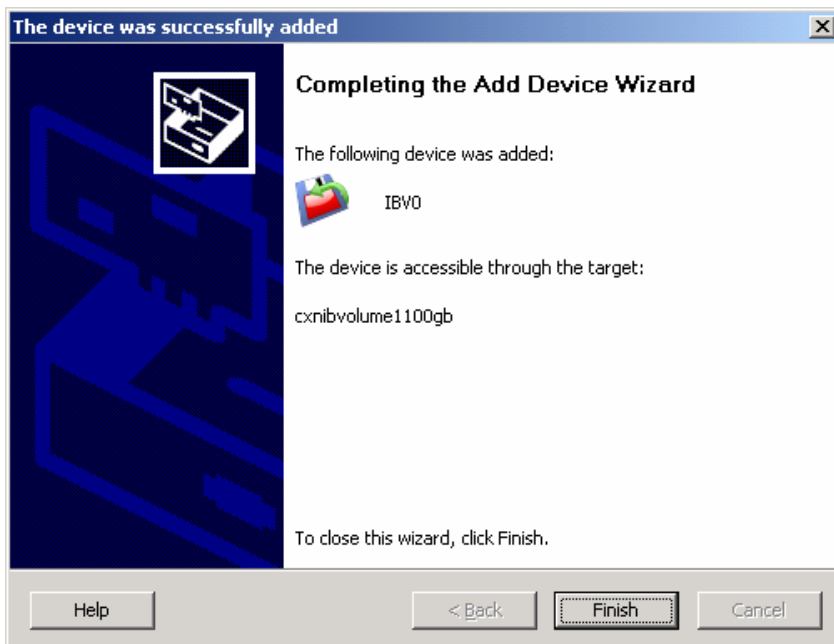 The device was successfully added
Completing the Add Device Wizard
The following device was added:
IBV0
The device is accessible through the target:
cxnibvolume1100gb
To close this wizard, click Finish.
Help
< Back
Finish
Cancel